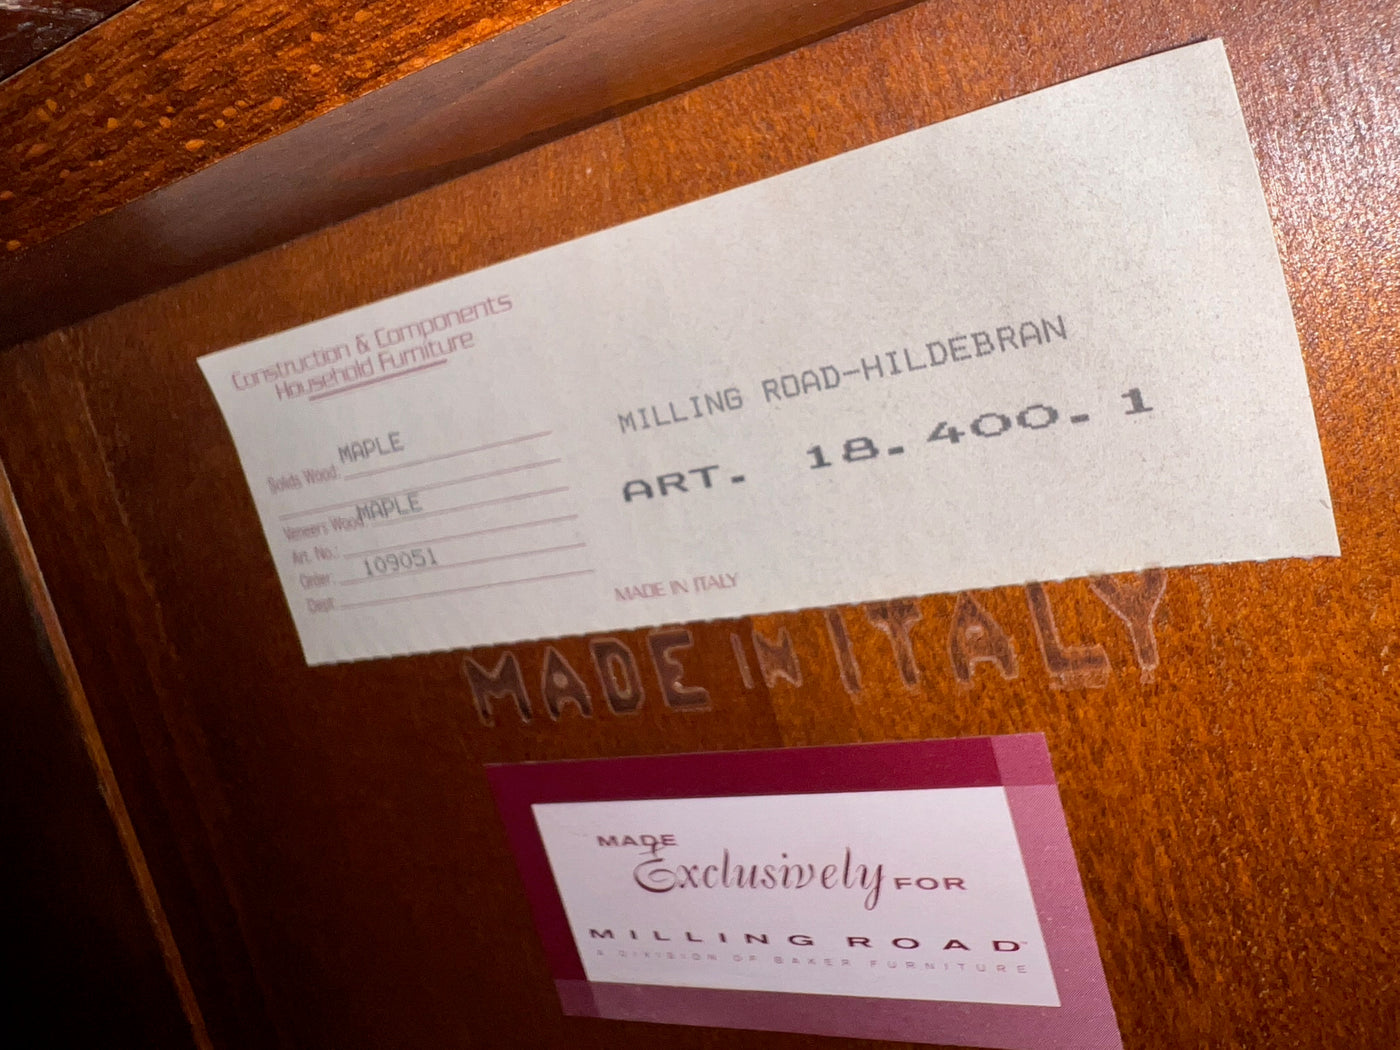 Construction & Components
Household Furniture
Solids Wood: MAPLE
Veneers Wood: MAPLE
Art. No.:
Order: 109051
Dept.
MILLING ROAD-HILDEBRAN
ART. 18.400.1
MADE IN ITALY
MADE IN ITALY
MADE
Exclusively FOR
MILLING ROAD™
A DIVISION OF BAKER FURNITURE